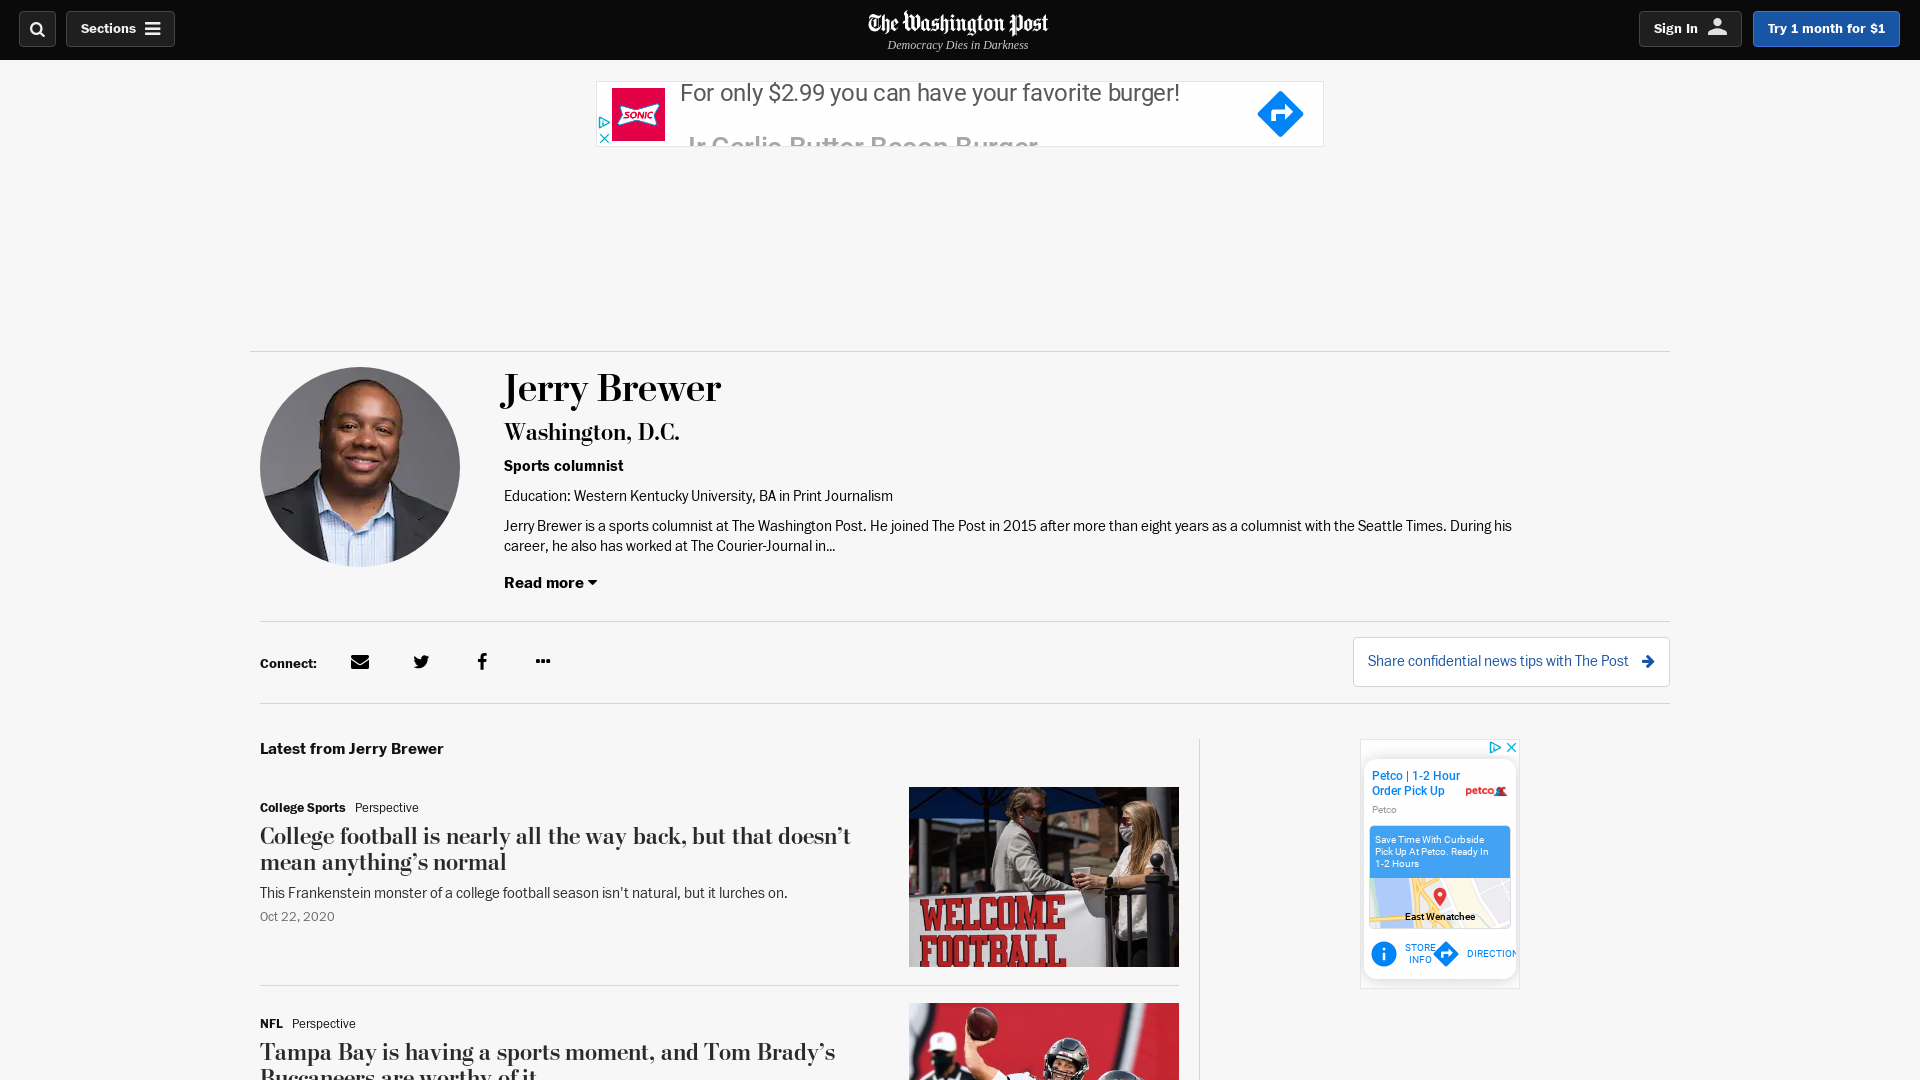 Sections
The Washington Post
Democracy Dies in Darkness
Sign In
Try 1 month for $1
SONIC
For only $2.99 you can have your favorite burger!
Jr Garlic Butter Bacon Burger
Jerry Brewer
Washington, D.C.
Sports columnist
Education: Western Kentucky University, BA in Print Journalism
Jerry Brewer is a sports columnist at The Washington Post. He joined The Post in 2015 after more than eight years as a columnist with the Seattle Times. During his
career, he also has worked at The Courier-Journal in...
Read more
Connect:
Share confidential news tips with The Post
Latest from Jerry Brewer
College Sports Perspective
College football is nearly all the way back, but that doesn’t
mean anything’s normal
This Frankenstein monster of a college football season isn't natural, but it lurches on.
Oct 22, 2020
WELCOME
FOOTBALL
NFL Perspective
Tampa Bay is having a sports moment, and Tom Brady’s
Buccaneers are worthy of it
Petco | 1-2 Hour
Order Pick Up
petco
Petco
Save Time With Curbside
Pick Up At Petco. Ready In
1-2 Hours
East Wenatchee
STORE
INFO
DIRECTION